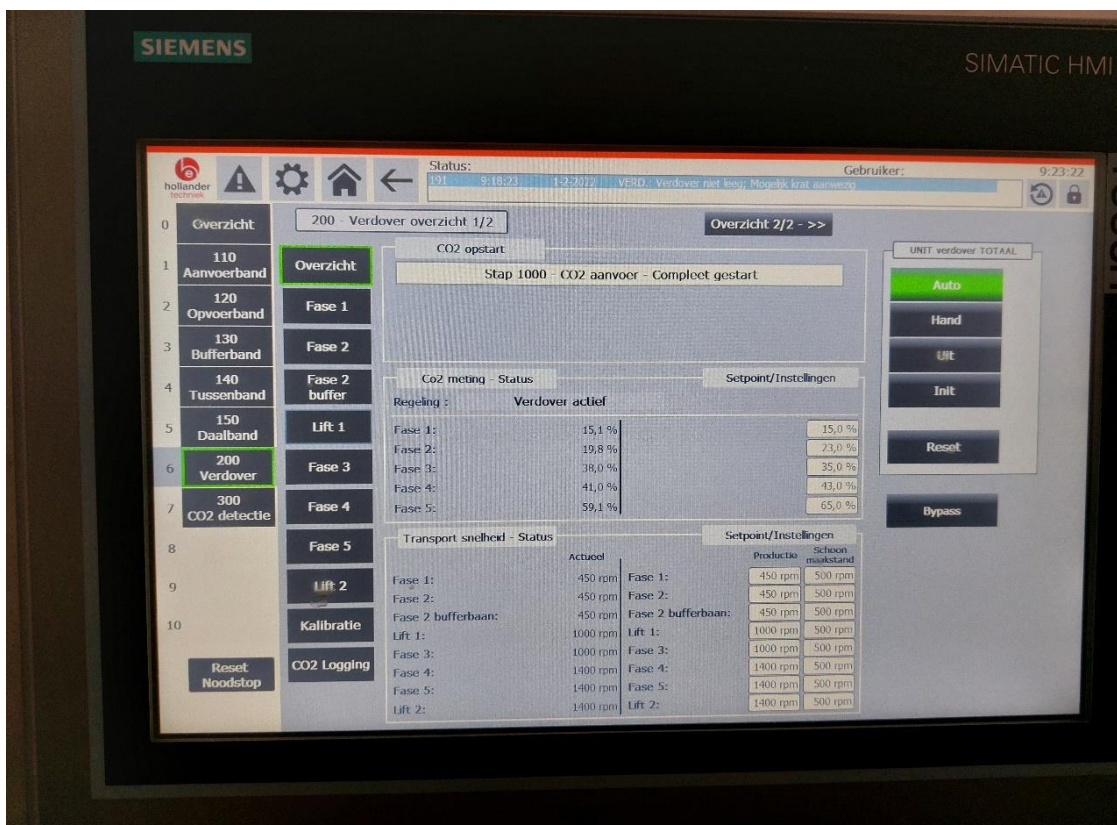 SIEMENS
SIMATIC HMI
hollander
techniek
Status:
Gebruiker:
9:23:22
191 9:18:23 1-2-2022 VERD.: Verdover niet leeg; Mogelijk krat aanwezig
0 Overzicht
1 110 Aanvoerband
2 120 Opvoerband
3 130 Bufferband
4 140 Tussenband
5 150 Daalband
6 200 Verdover
7 300 CO2 detectie
8
9
10
Reset Noodstop
200 - Verdover overzicht 1/2
Overzicht 2/2 - >>
Overzicht
Fase 1
Fase 2
Fase 2 buffer
Lift 1
Fase 3
Fase 4
Fase 5
Lift 2
Kalibratie
CO2 Logging
CO2 opstart
Stap 1000 - CO2 aanvoer - Compleet gestart
Co2 meting - Status
Setpoint/Instellingen
Regeling : Verdover actief
Fase 1: 15,1 % 15,0 %
Fase 2: 19,8 % 23,0 %
Fase 3: 38,0 % 35,0 %
Fase 4: 41,0 % 43,0 %
Fase 5: 59,1 % 65,0 %
Transport snelheid - Status
Setpoint/Instellingen
Actueel Productie Schoon maakstand
Fase 1: 450 rpm Fase 1: 450 rpm 500 rpm
Fase 2: 450 rpm Fase 2: 450 rpm 500 rpm
Fase 2 bufferbaan: 450 rpm Fase 2 bufferbaan: 450 rpm 500 rpm
Lift 1: 1000 rpm Lift 1: 1000 rpm 500 rpm
Fase 3: 1000 rpm Fase 3: 1000 rpm 500 rpm
Fase 4: 1400 rpm Fase 4: 1400 rpm 500 rpm
Fase 5: 1400 rpm Fase 5: 1400 rpm 500 rpm
Lift 2: 1400 rpm Lift 2: 1400 rpm 500 rpm
UNIT verdover TOTAAL
Auto
Hand
Uit
Init
Reset
Bypass